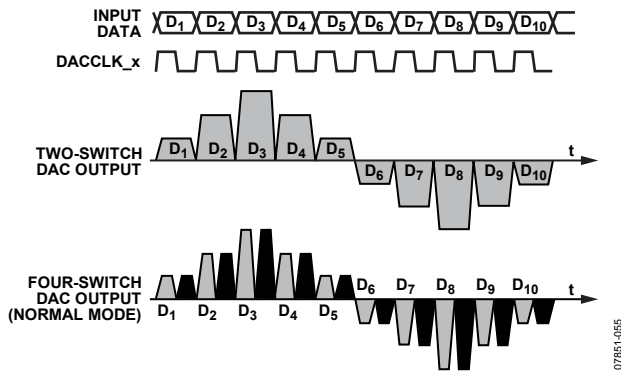 INPUT
DATA
D1 D2 D3 D4 D5 D6 D7 D8 D9 D10
DACCLK_x
TWO-SWITCH
DAC OUTPUT
D1 D2 D3 D4 D5
D6 D7 D8 D9 D10
t
FOUR-SWITCH
DAC OUTPUT
(NORMAL MODE)
D1 D2 D3 D4 D5
D6 D7 D8 D9 D10
t
07851-055